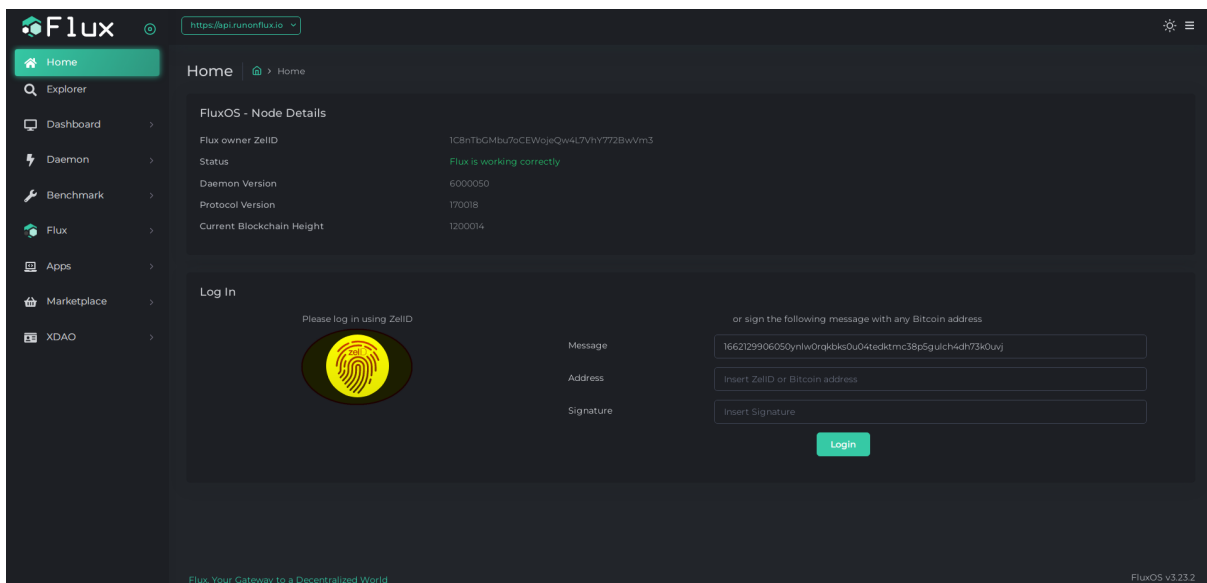 Flux
https://api.runonflux.io
Home
Explorer
Dashboard
Daemon
Benchmark
Flux
Apps
Marketplace
XDAO
Home
Home
FluxOS - Node Details
Flux owner ZelID 1C8nTbGMbu7oCEWojeQw4L7VhY772BwVm3
Status Flux is working correctly
Daemon Version 6000050
Protocol Version 170018
Current Blockchain Height 1200014
Log In
Please log in using ZelID
zelID
or sign the following message with any Bitcoin address
Message 1662129906050ynlw0rqkbks0u04tedktmc38p5gulch4dh73k0uvj
Address Insert ZelID or Bitcoin address
Signature Insert Signature
Login
Flux, Your Gateway to a Decentralized World
FluxOS v3.23.2